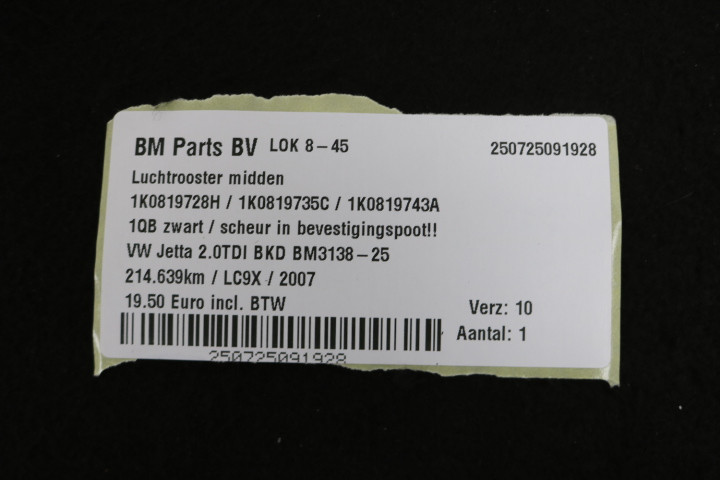 BM Parts BV LOK 8-45 250725091928
Luchtrooster midden
1K0819728H / 1K0819735C / 1K0819743A
1QB zwart / scheur in bevestigingspoot!!
VW Jetta 2.0TDI BKD BM3138-25
214.639km / LC9X / 2007
19.50 Euro incl. BTW Verz: 10
Aantal: 1
250725091928